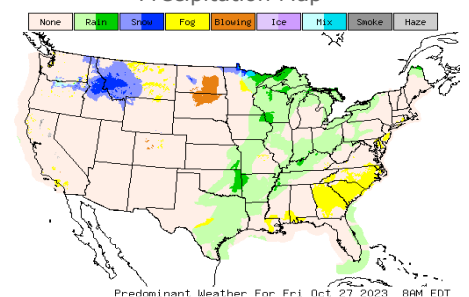 Precipitation Map
None Rain Snow Fog Blowing Ice Mix Smoke Haze
Predominant Weather For Fri Oct 27 2023 8AM EDT